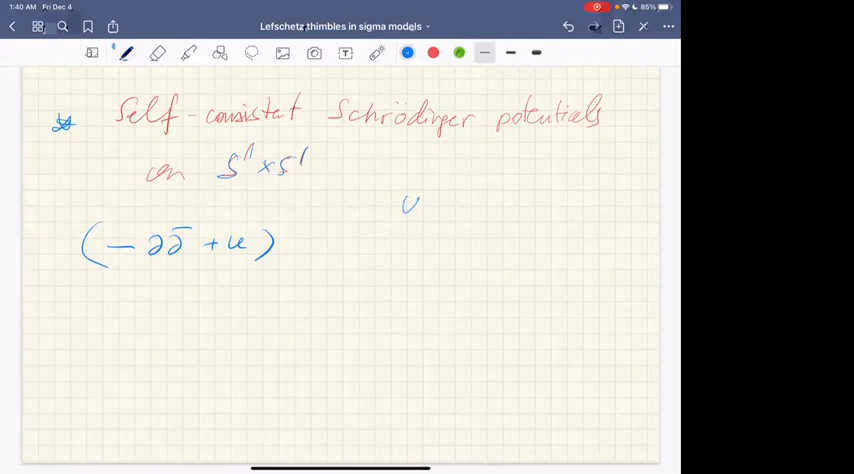 1:40 AM Fri Dec 4
85%
Lefschetz thimbles in sigma models
Self-consistent Schrödinger potentials
on S¹ × S¹
U
( − ∂∂̄ + u )